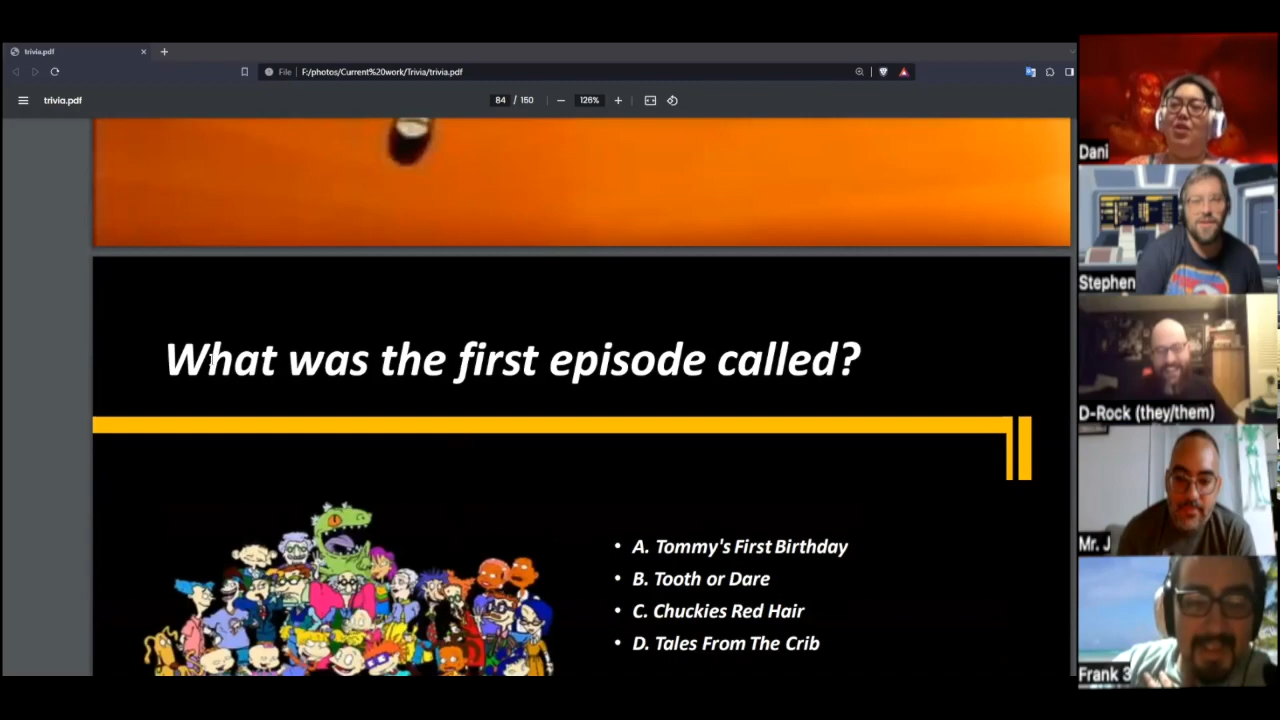 trivia.pdf
File F:/photos/Current%20work/Trivia/trivia.pdf
trivia.pdf 84 / 150 126%
What was the first episode called?
• A. Tommy's First Birthday
• B. Tooth or Dare
• C. Chuckies Red Hair
• D. Tales From The Crib
Dani
Stephen
D-Rock (they/them)
Mr. J
Frank 3